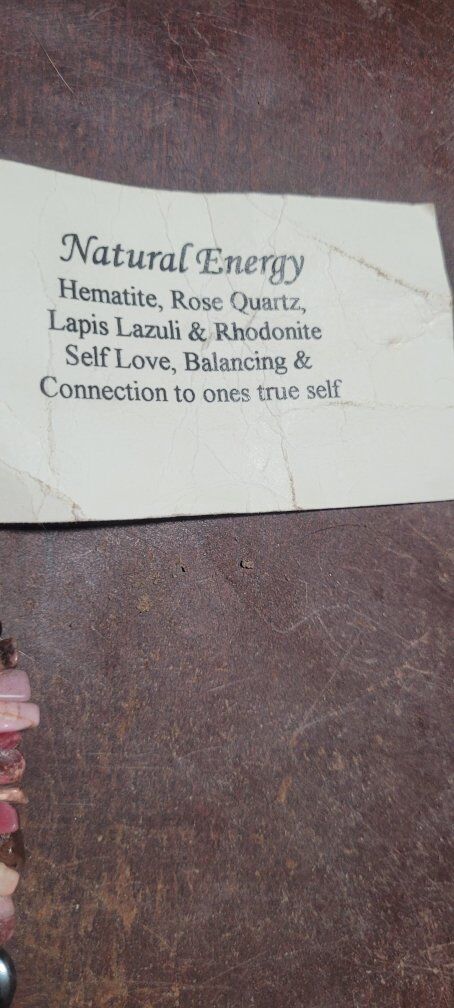 Natural Energy
Hematite, Rose Quartz,
Lapis Lazuli & Rhodonite
Self Love, Balancing &
Connection to ones true self